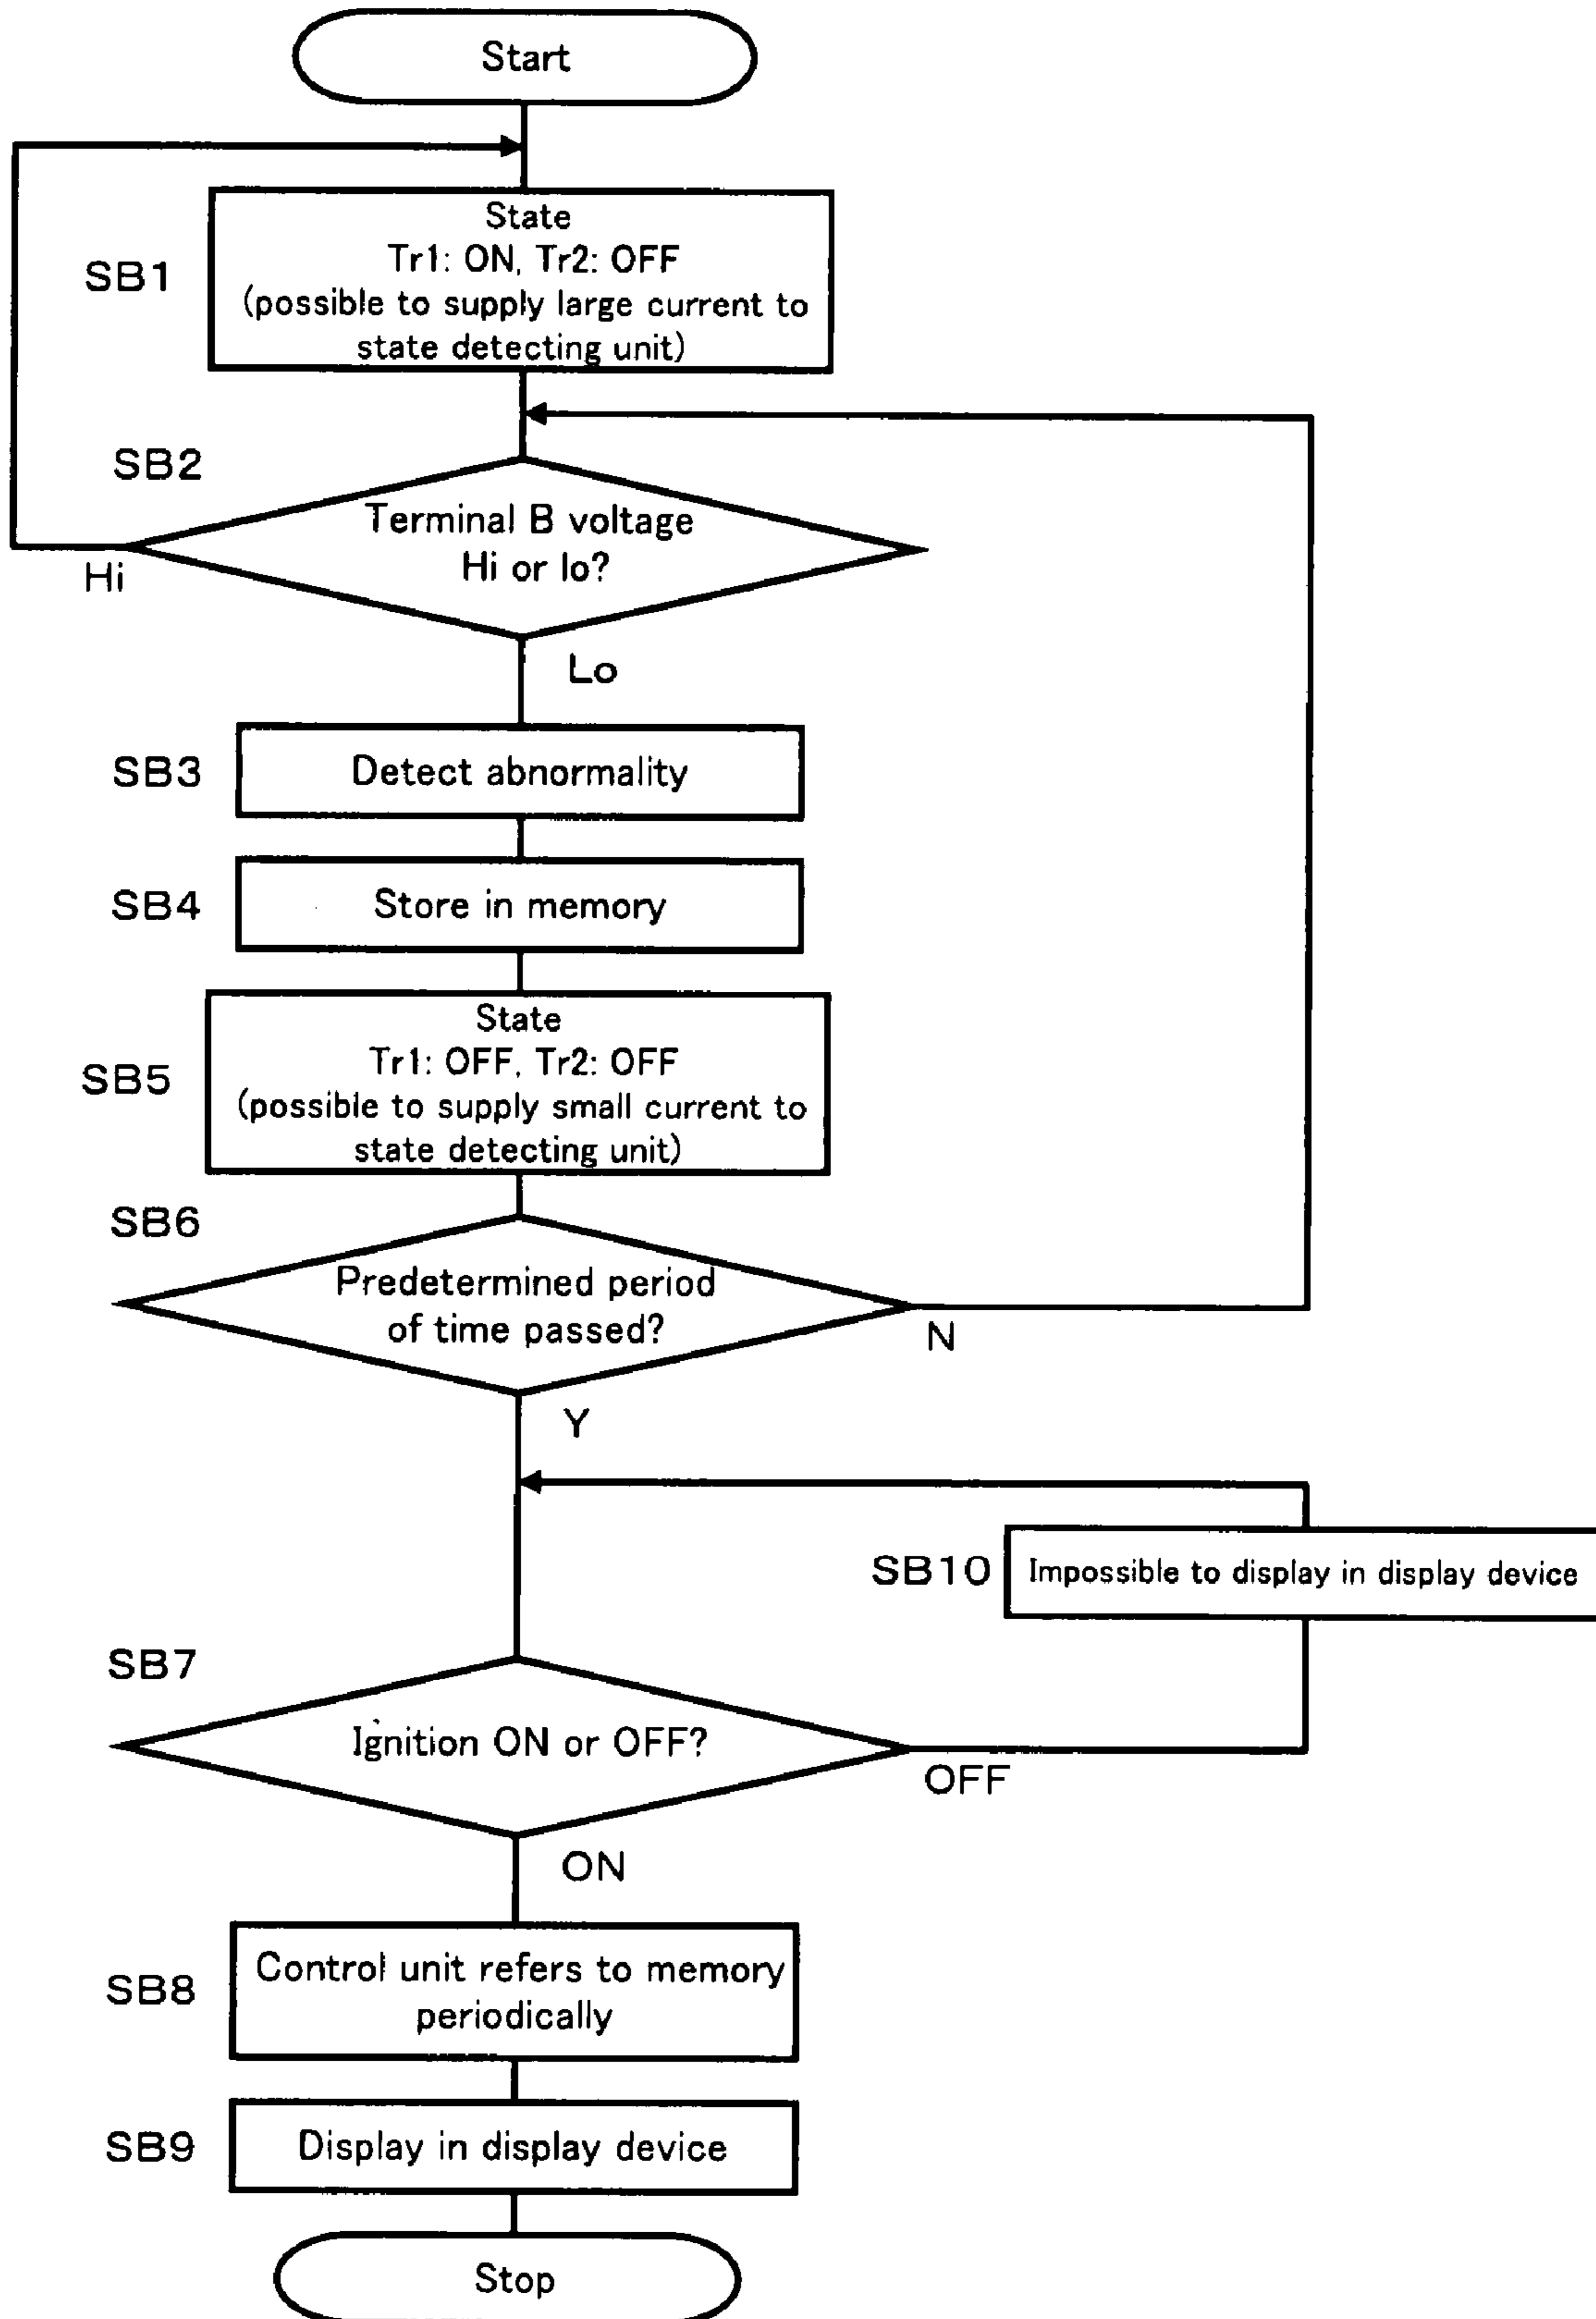 Start
SB1
State
Tr1: ON, Tr2: OFF
(possible to supply large current to
state detecting unit)
SB2
Terminal B voltage
Hi or lo?
Hi
Lo
SB3
Detect abnormality
SB4
Store in memory
SB5
State
Tr1: OFF, Tr2: OFF
(possible to supply small current to
state detecting unit)
SB6
Predetermined period
of time passed?
N
Y
SB10
Impossible to display in display device
SB7
Ignition ON or OFF?
OFF
ON
SB8
Control unit refers to memory
periodically
SB9
Display in display device
Stop